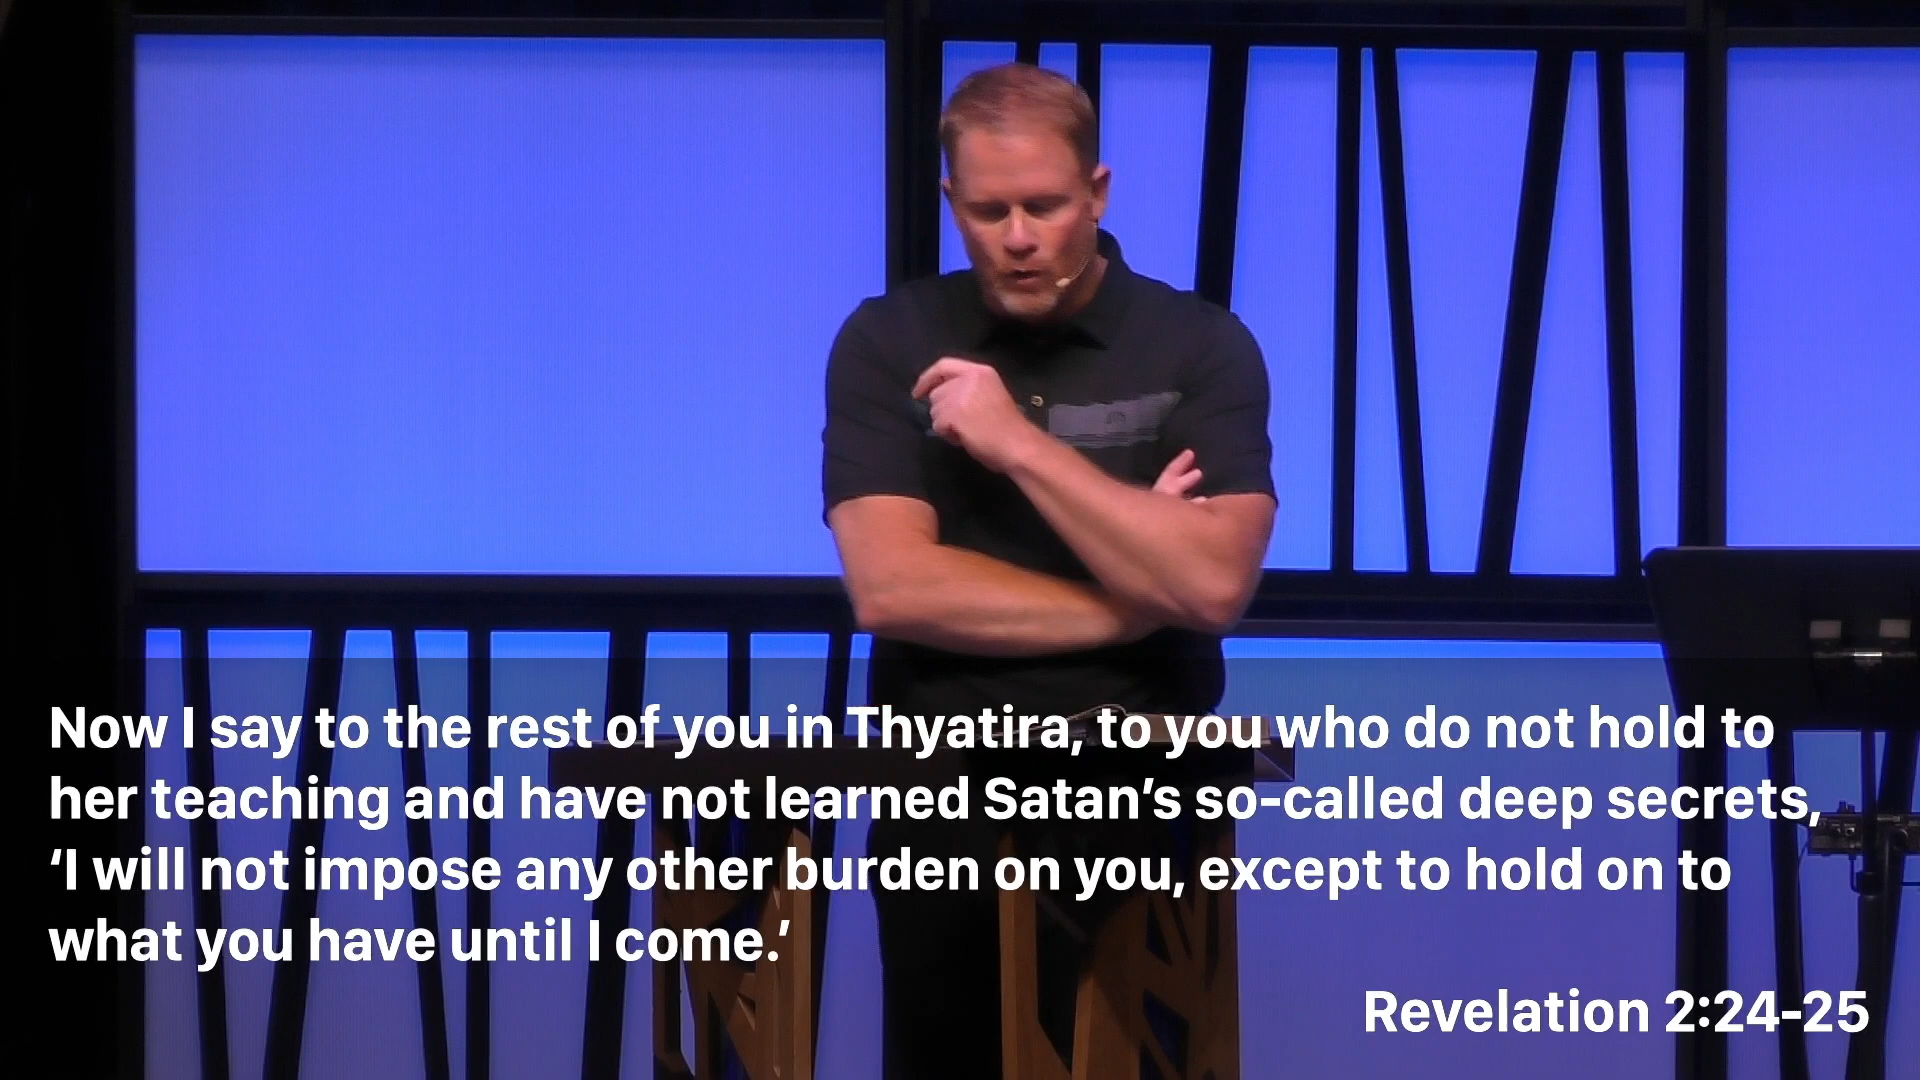 Now I say to the rest of you in Thyatira, to you who do not hold to
her teaching and have not learned Satan’s so-called deep secrets,
‘I will not impose any other burden on you, except to hold on to
what you have until I come.’
Revelation 2:24-25